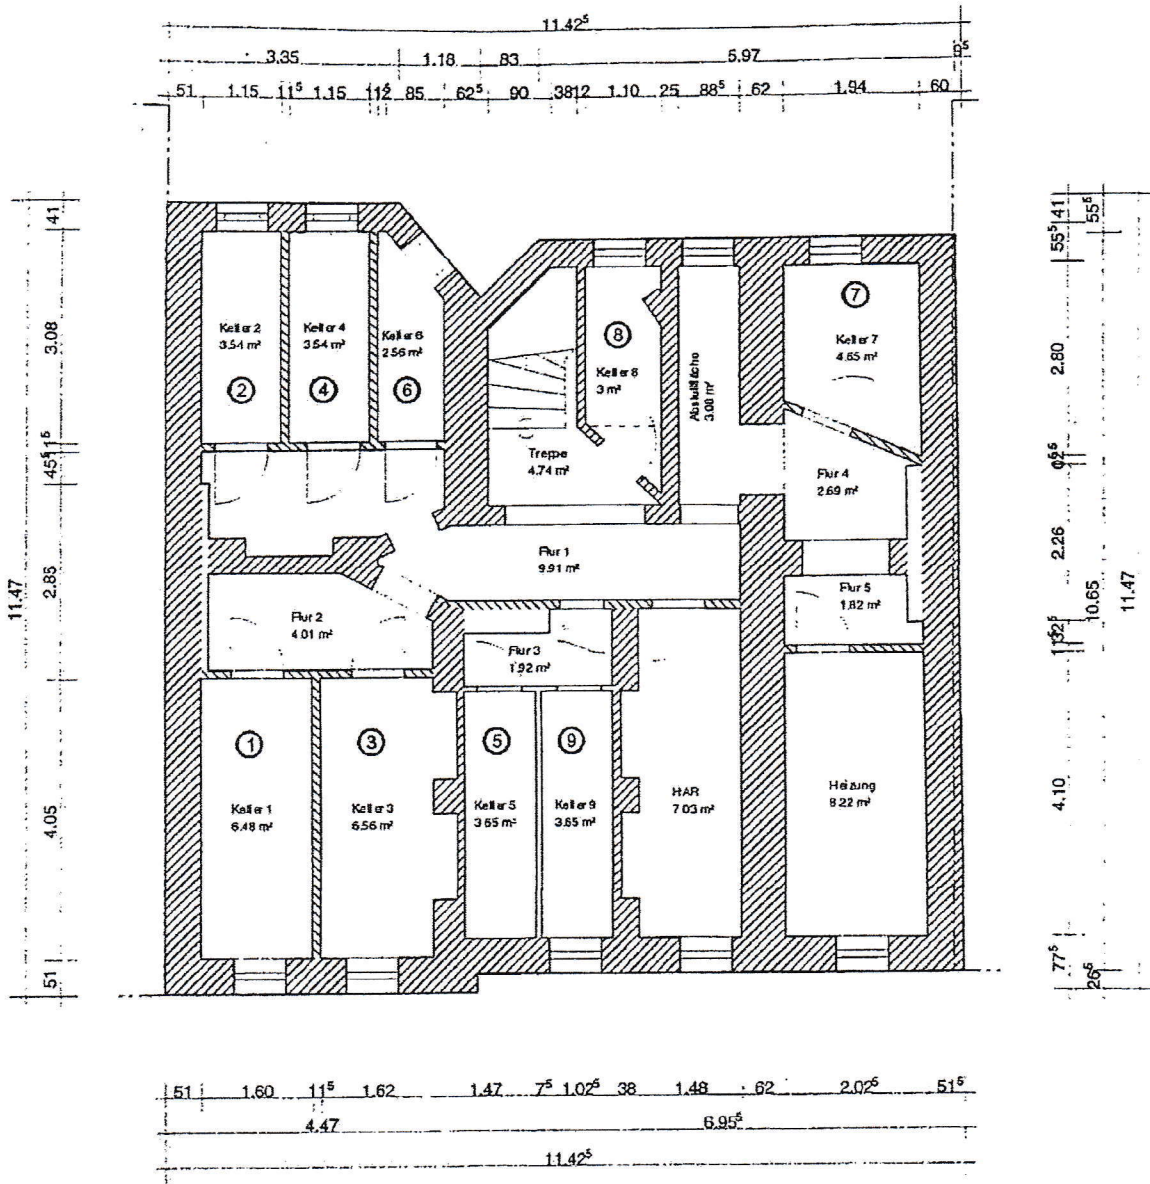 11.42⁵
3.35 1.18 83 5.97 9⁵
51 1.15 11⁵ 1.15 11⁵ 85 62⁵ 90 38 12 1.10 25 88⁵ 62 1.94 60
41
3.08
11⁵
45⁵
2.85
4.05
51
11.47
Keller 2
3.54 m²
2
Keller 4
3.54 m²
4
Keller 6
2.56 m²
6
8
Keller 8
3 m²
Treppe
4.74 m²
Abstellfläche
3.08 m²
7
Keller 7
4.65 m²
Flur 4
2.69 m²
Flur 1
9.91 m²
Flur 5
1.82 m²
Flur 2
4.01 m²
Flur 3
1.92 m²
1
Keller 1
6.48 m²
3
Keller 3
6.56 m²
5
Keller 5
3.65 m²
9
Keller 9
3.65 m²
HAR
7.03 m²
Heizung
8.22 m²
41
55⁵
2.80
2.26
4.10
77⁵
55⁵
10.65
26⁵
11.47
51 1.60 11⁵ 1.62 1.47 7⁵ 1.02⁵ 38 1.48 62 2.02⁵ 51⁵
4.47 6.95⁵
11.42⁵